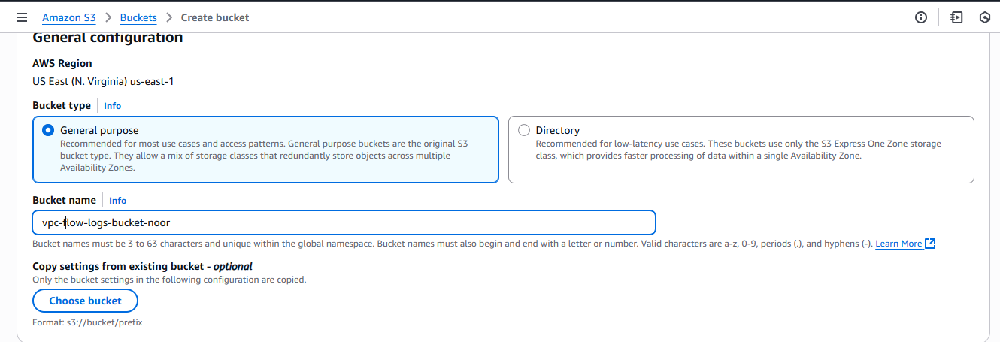 Amazon S3 > Buckets > Create bucket
General configuration
AWS Region
US East (N. Virginia) us-east-1
Bucket type | Info
General purpose
Recommended for most use cases and access patterns. General purpose buckets are the original S3
bucket type. They allow a mix of storage classes that redundantly store objects across multiple
Availability Zones.
Directory
Recommended for low-latency use cases. These buckets use only the S3 Express One Zone storage
class, which provides faster processing of data within a single Availability Zone.
Bucket name | Info
vpc-flow-logs-bucket-noor
Bucket names must be 3 to 63 characters and unique within the global namespace. Bucket names must also begin and end with a letter or number. Valid characters are a-z, 0-9, periods (.), and hyphens (-). Learn More
Copy settings from existing bucket - optional
Only the bucket settings in the following configuration are copied.
Choose bucket
Format: s3://bucket/prefix